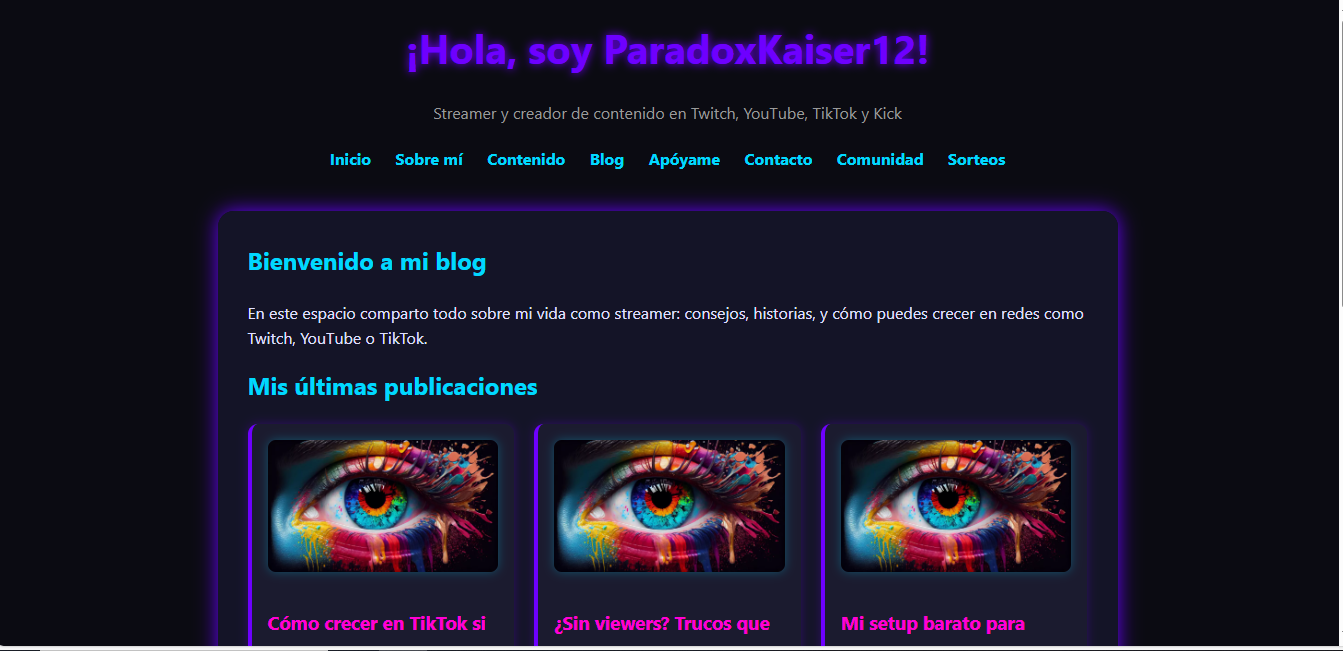 ¡Hola, soy ParadoxKaiser12!
Streamer y creador de contenido en Twitch, YouTube, TikTok y Kick
Inicio Sobre mí Contenido Blog Apóyame Contacto Comunidad Sorteos
Bienvenido a mi blog
En este espacio comparto todo sobre mi vida como streamer: consejos, historias, y cómo puedes crecer en redes como
Twitch, YouTube o TikTok.
Mis últimas publicaciones
Cómo crecer en TikTok si
¿Sin viewers? Trucos que
Mi setup barato para